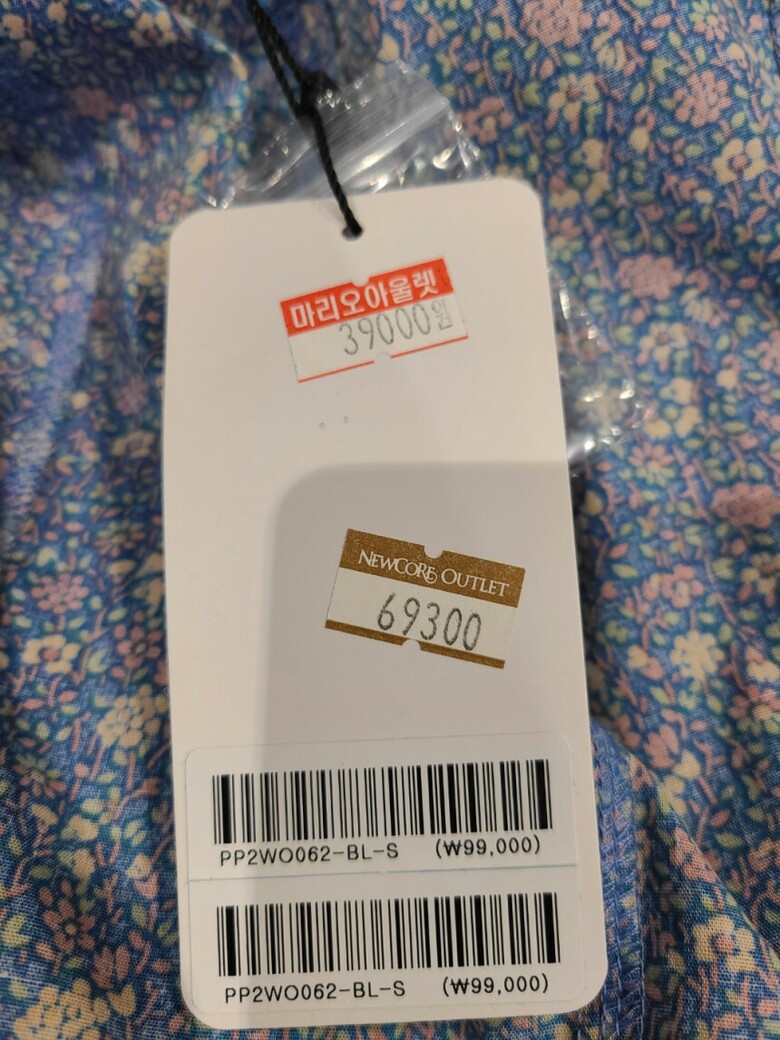 마리오아울렛
39000원
NEWCORE OUTLET
69300
PP2WO062-BL-S (₩99,000)
PP2WO062-BL-S (₩99,000)